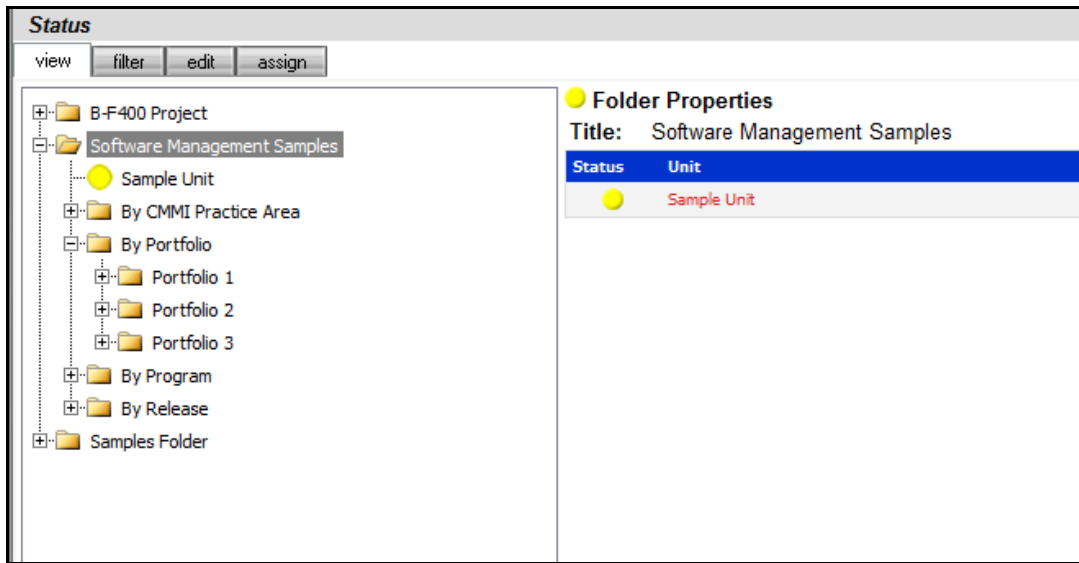 Status
view filter edit assign
B-F400 Project
Software Management Samples
Sample Unit
By CMMI Practice Area
By Portfolio
Portfolio 1
Portfolio 2
Portfolio 3
By Program
By Release
Samples Folder
Folder Properties
Title: Software Management Samples
Status Unit
Sample Unit